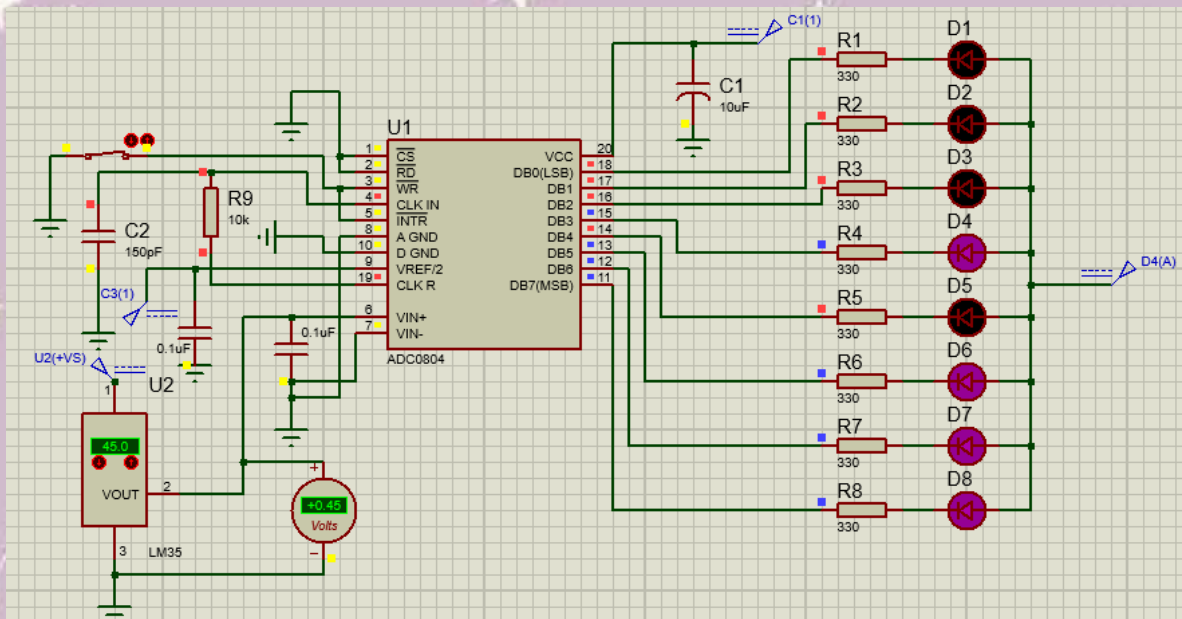 C1(1)
R1
330
D1
C1
10uF
R2
330
D2
U1
R3
330
D3
1 CS
2 RD
3 WR
4 CLK IN
5 INTR
8 A GND
10 D GND
9 VREF/2
19 CLK R
6 VIN+
7 VIN-
VCC 20
DB0(LSB) 18
DB1 17
DB2 16
DB3 15
DB4 14
DB5 13
DB6 12
DB7(MSB) 11
ADC0804
R9
10k
C2
150pF
R4
330
D4
D4(A)
C3(1)
R5
330
D5
0.1uF
0.1uF
U2(+VS)
U2
1
R6
330
D6
45.0
R7
330
D7
VOUT 2
+
+0.45
Volts
−
R8
330
D8
3 LM35